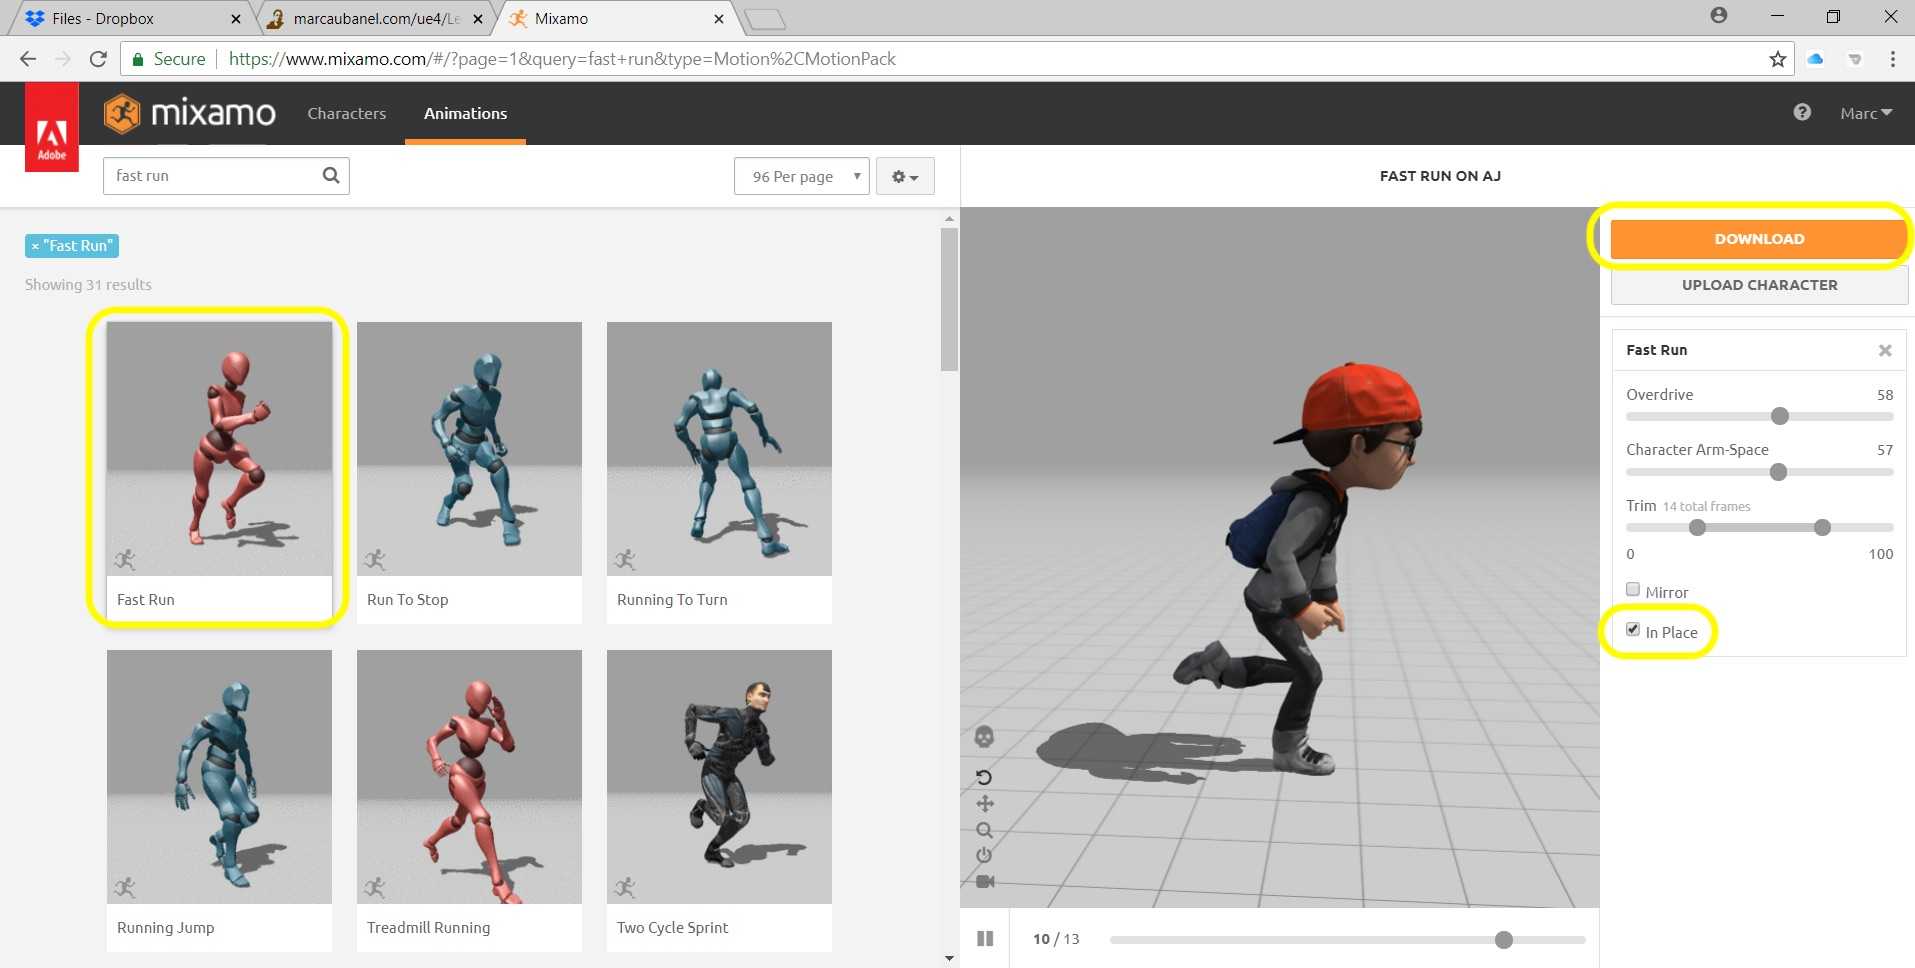 Files - Dropbox
marcaubanel.com/ue4/Le
Mixamo
Secure
https://www.mixamo.com/#/?page=1&query=fast+run&type=Motion%2CMotionPack
Adobe
mixamo
Characters
Animations
Marc
fast run
96 Per page
FAST RUN ON AJ
× "Fast Run"
Showing 31 results
Fast Run
Run To Stop
Running To Turn
Running Jump
Treadmill Running
Two Cycle Sprint
10 / 13
DOWNLOAD
UPLOAD CHARACTER
Fast Run
Overdrive 58
Character Arm-Space 57
Trim 14 total frames
0 100
Mirror
In Place